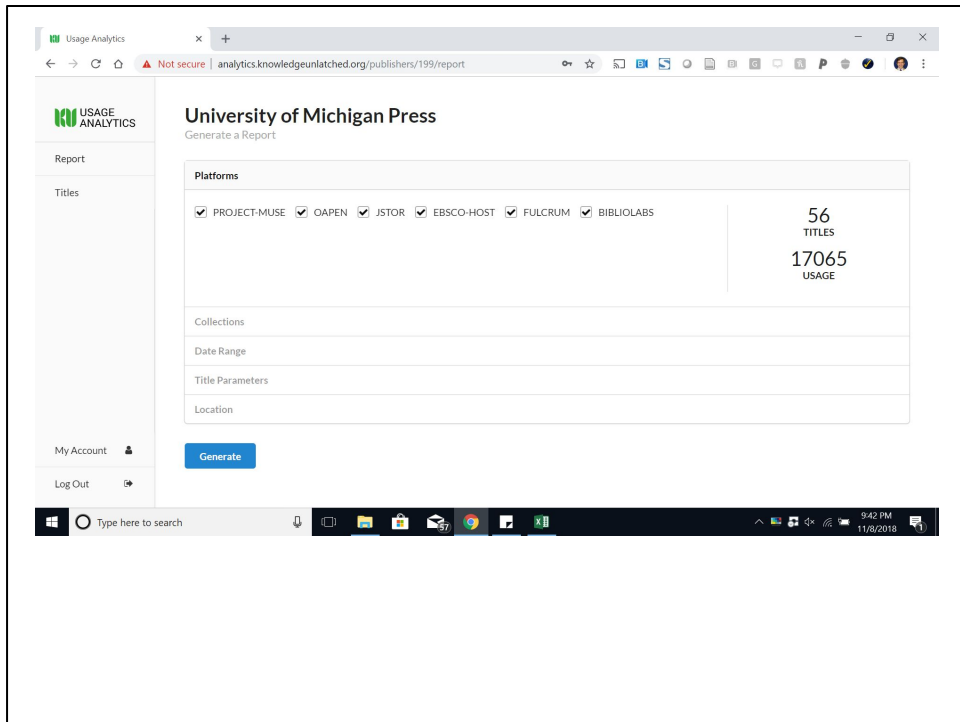 Usage Analytics
Not secure | analytics.knowledgeunlatched.org/publishers/199/report
USAGE
ANALYTICS
Report
Titles
My Account
Log Out
University of Michigan Press
Generate a Report
Platforms
PROJECT-MUSE OAPEN JSTOR EBSCO-HOST FULCRUM BIBLIOLABS
56
TITLES
17065
USAGE
Collections
Date Range
Title Parameters
Location
Generate
Type here to search
57
9:42 PM
11/8/2018
1